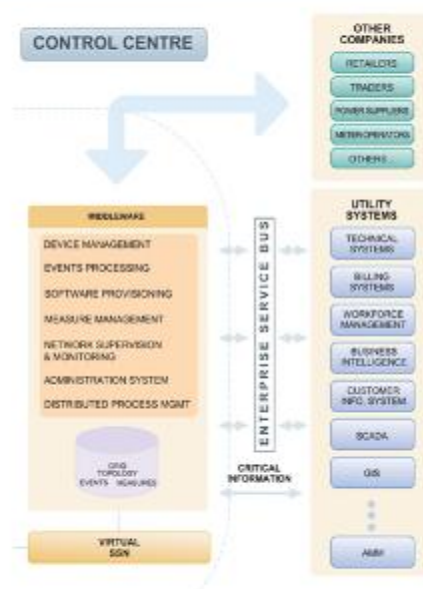 CONTROL CENTRE
OTHER
COMPANIES
RETAILERS
TRADERS
POWER SUPPLIERS
METER OPERATORS
OTHERS...
MIDDLEWARE
DEVICE MANAGEMENT
EVENTS PROCESSING
SOFTWARE PROVISIONING
MEASURE MANAGEMENT
NETWORK SUPERVISION
& MONITORING
ADMINISTRATION SYSTEM
DISTRIBUTED PROCESS MGMT
GRID
TOPOLOGY
EVENTS MEASURES
VIRTUAL
SSN
ENTERPRISE SERVICE BUS
CRITICAL
INFORMATION
UTILITY
SYSTEMS
TECHNICAL
SYSTEMS
BILLING
SYSTEMS
WORKFORCE
MANAGEMENT
BUSINESS
INTELLIGENCE
CUSTOMER
INFO. SYSTEM
SCADA
GIS